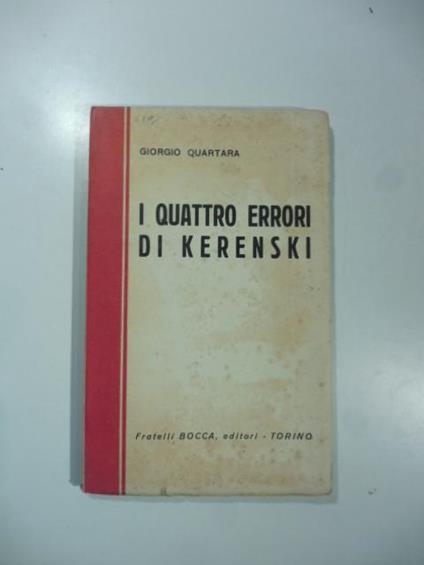 GIORGIO QUARTARA
I QUATTRO ERRORI
DI KERENSKI
Fratelli BOCCA, editori - TORINO